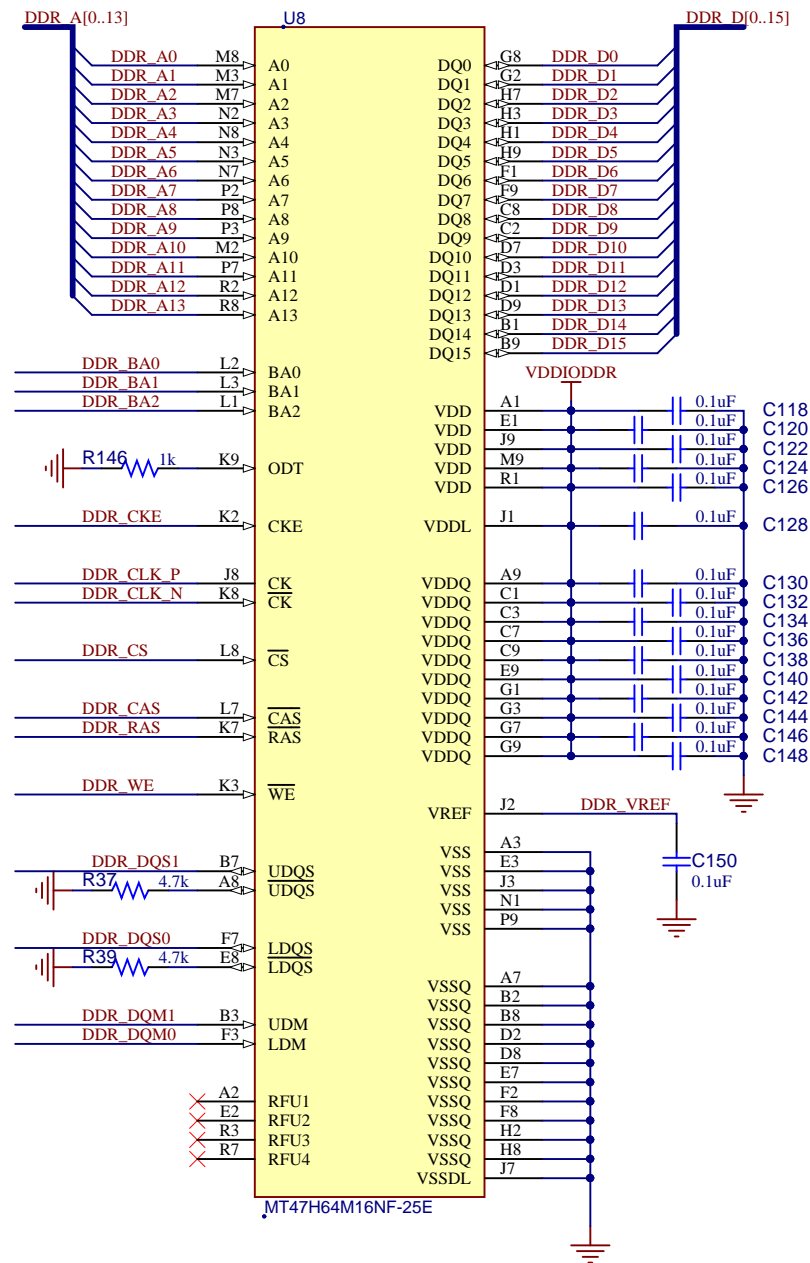 DDR_A[0..13] U8 DDR_D[0..15]
DDR_A0 M8 A0 DQ0 G8 DDR_D0
DDR_A1 M3 A1 DQ1 G2 DDR_D1
DDR_A2 M7 A2 DQ2 H7 DDR_D2
DDR_A3 N2 A3 DQ3 H3 DDR_D3
DDR_A4 N8 A4 DQ4 H1 DDR_D4
DDR_A5 N3 A5 DQ5 H9 DDR_D5
DDR_A6 N7 A6 DQ6 F1 DDR_D6
DDR_A7 P2 A7 DQ7 F9 DDR_D7
DDR_A8 P8 A8 DQ8 C8 DDR_D8
DDR_A9 P3 A9 DQ9 C2 DDR_D9
DDR_A10 M2 A10 DQ10 D7 DDR_D10
DDR_A11 P7 A11 DQ11 D3 DDR_D11
DDR_A12 R2 A12 DQ12 D1 DDR_D12
DDR_A13 R8 A13 DQ13 D9 DDR_D13
DQ14 B1 DDR_D14
DQ15 B9 DDR_D15
DDR_BA0 L2 BA0 VDDIODDR
DDR_BA1 L3 BA1
DDR_BA2 L1 BA2 VDD A1 0.1uF C118
VDD E1 0.1uF C120
VDD J9 0.1uF C122
R146 1k K9 ODT VDD M9 0.1uF C124
VDD R1 0.1uF C126
DDR_CKE K2 CKE VDDL J1 0.1uF C128
DDR_CLK_P J8 CK VDDQ A9 0.1uF C130
DDR_CLK_N K8 CK VDDQ C1 0.1uF C132
VDDQ C3 0.1uF C134
VDDQ C7 0.1uF C136
DDR_CS L8 CS VDDQ C9 0.1uF C138
VDDQ E9 0.1uF C140
VDDQ G1 0.1uF C142
DDR_CAS L7 CAS VDDQ G3 0.1uF C144
DDR_RAS K7 RAS VDDQ G7 0.1uF C146
VDDQ G9 0.1uF C148
DDR_WE K3 WE
VREF J2 DDR_VREF
VSS A3
DDR_DQS1 B7 UDQS VSS E3 C150
R37 4.7k A8 UDQS VSS J3 0.1uF
VSS N1
VSS P9
DDR_DQS0 F7 LDQS
R39 4.7k E8 LDQS
VSSQ A7
VSSQ B2
DDR_DQM1 B3 UDM VSSQ B8
DDR_DQM0 F3 LDM VSSQ D2
VSSQ D8
VSSQ E7
A2 RFU1 VSSQ F2
E2 RFU2 VSSQ F8
R3 RFU3 VSSQ H2
R7 RFU4 VSSQ H8
VSSDL J7
MT47H64M16NF-25E